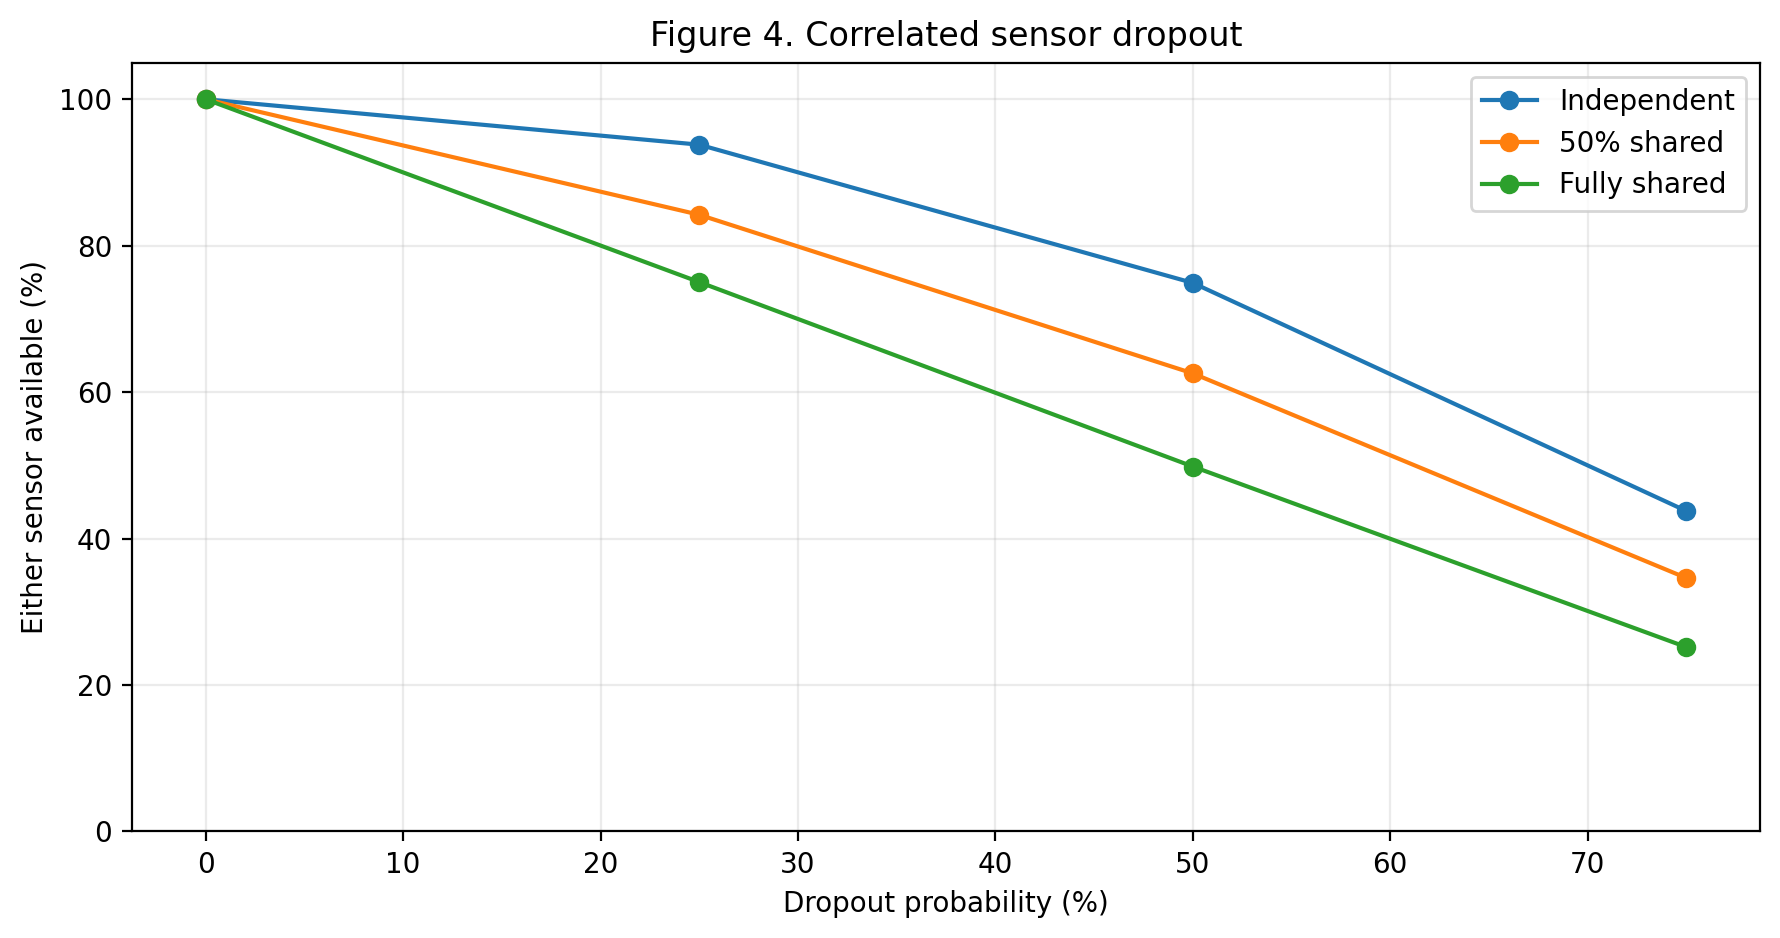 Figure 4. Correlated sensor dropout
Independent
50% shared
Fully shared
Either sensor available (%)
100
80
60
40
20
0
0 10 20 30 40 50 60 70
Dropout probability (%)